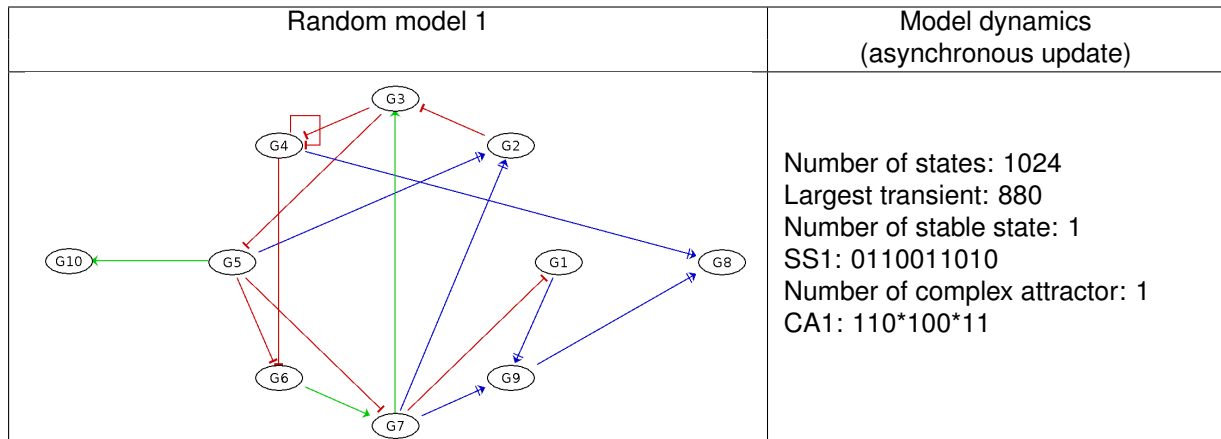 Random model 1
Model dynamics
(asynchronous update)
G3
G4
G2
G10
G5
G1
G8
G6
G9
G7
Number of states: 1024
Largest transient: 880
Number of stable state: 1
SS1: 0110011010
Number of complex attractor: 1
CA1: 110*100*11